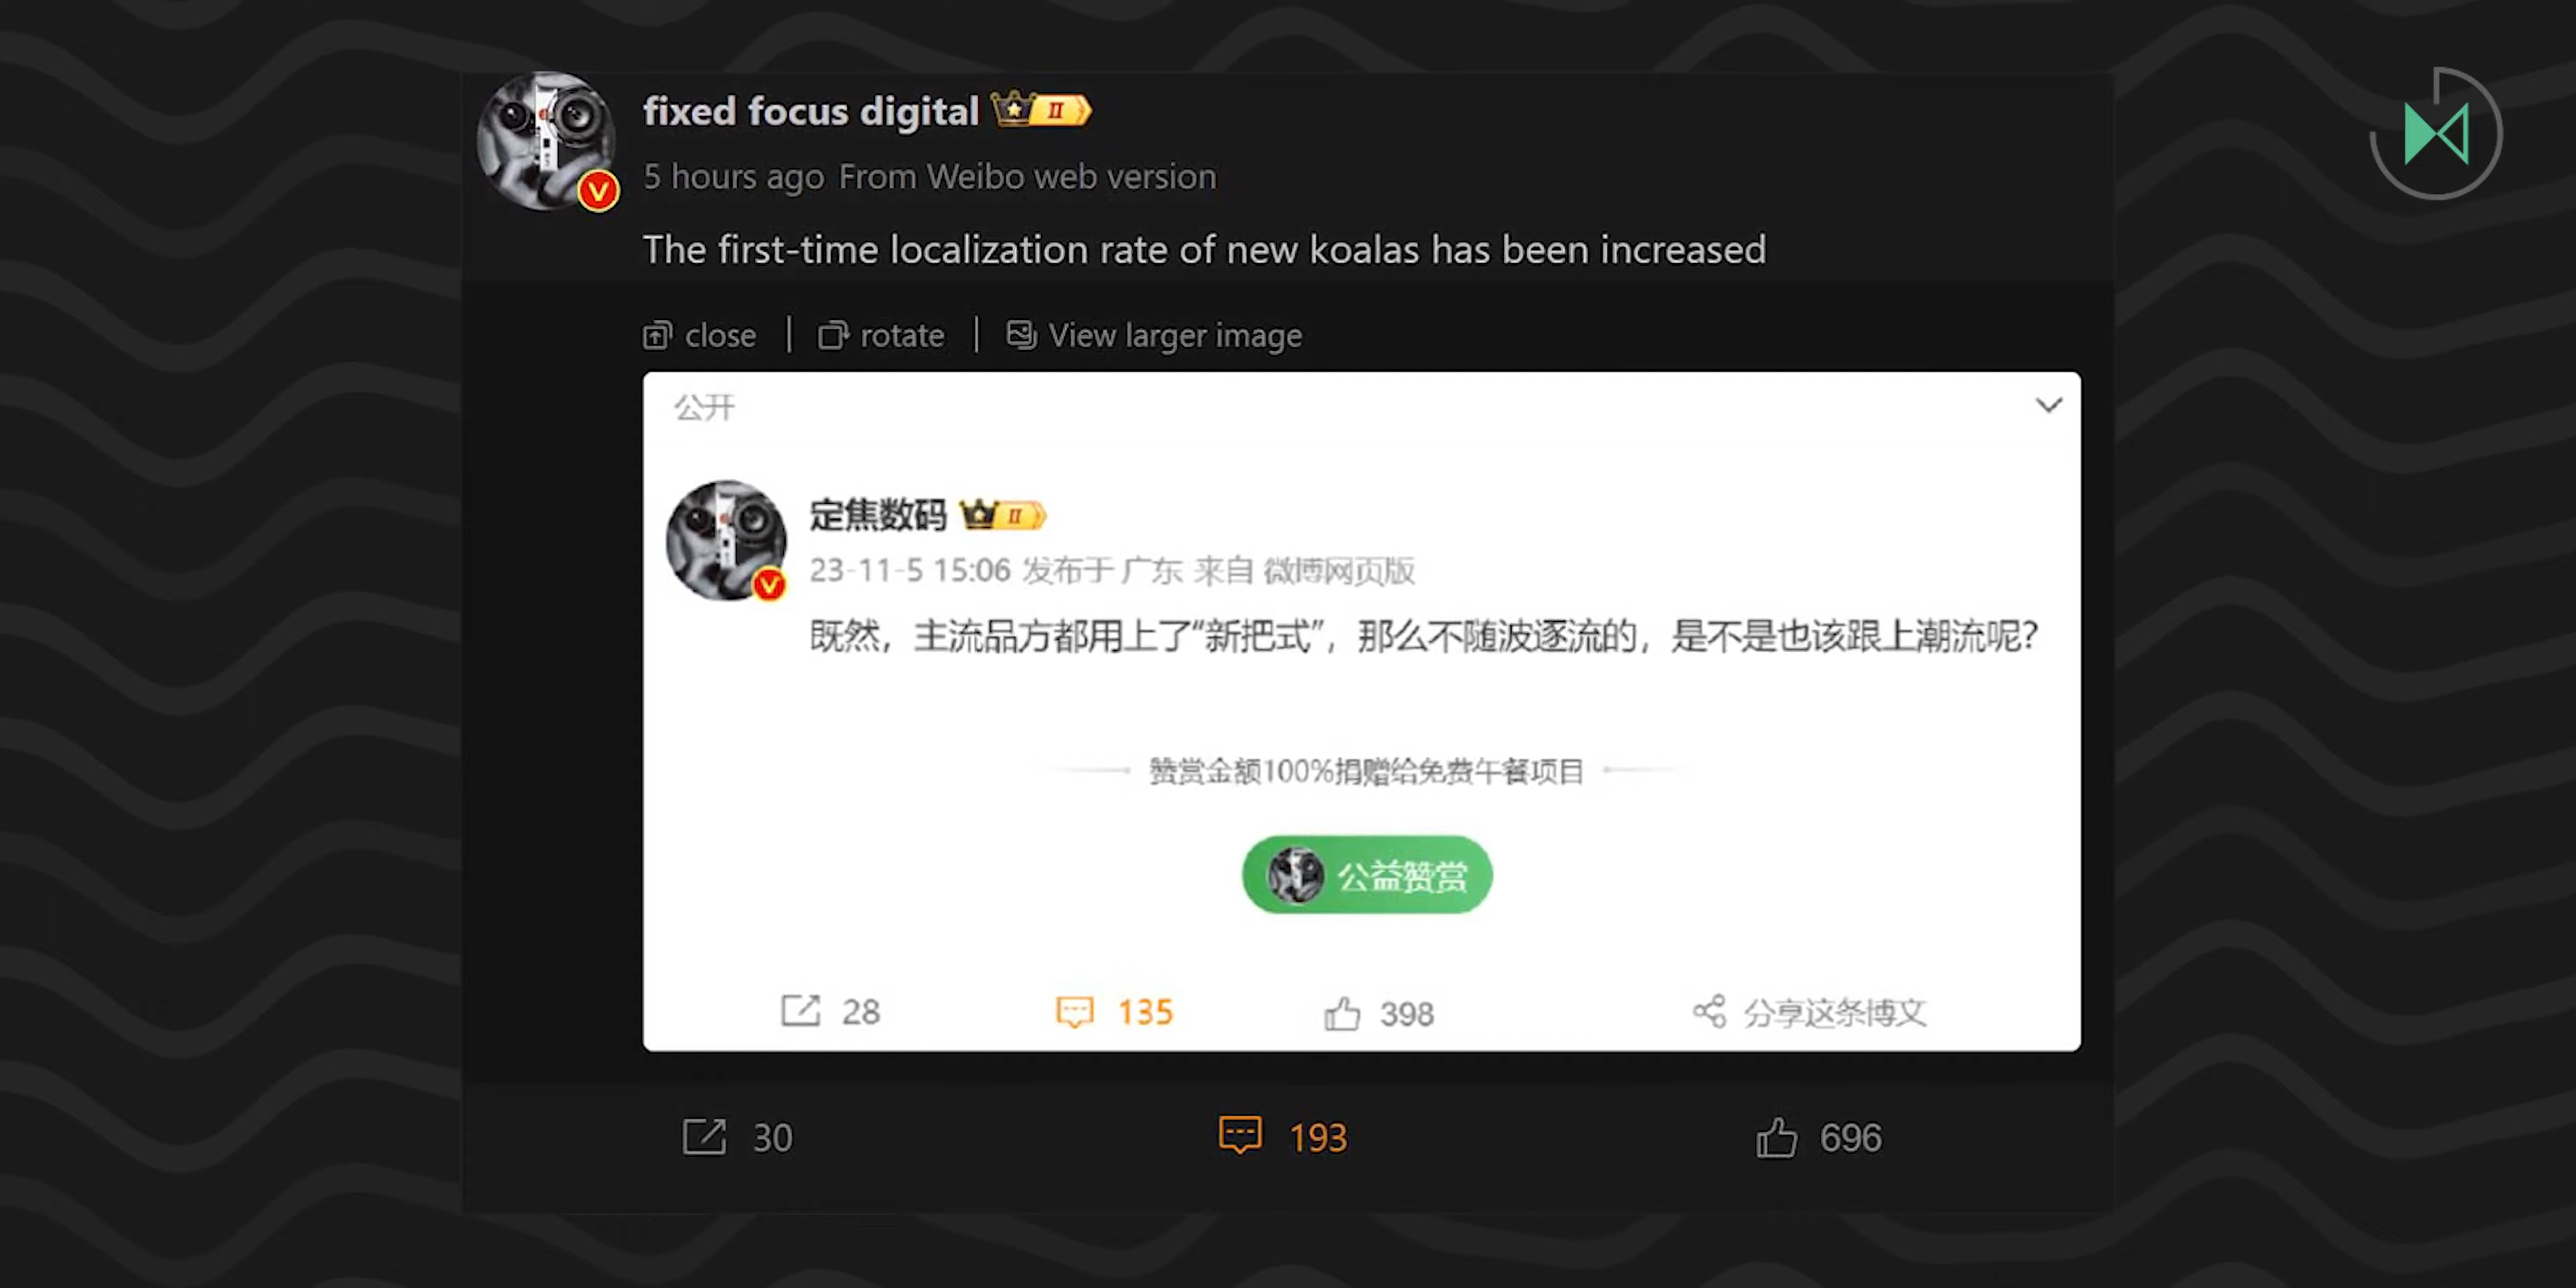 fixed focus digital II
5 hours ago From Weibo web version
The first-time localization rate of new koalas has been increased
close | rotate | View larger image
公开
定焦数码 II
23-11-5 15:06 发布于 广东 来自 微博网页版
既然，主流品方都用上了“新把式”，那么不随波逐流的，是不是也该跟上潮流呢？
赞赏金额100%捐赠给免费午餐项目
公益赞赏
28 135 398 分享这条博文
30 193 696